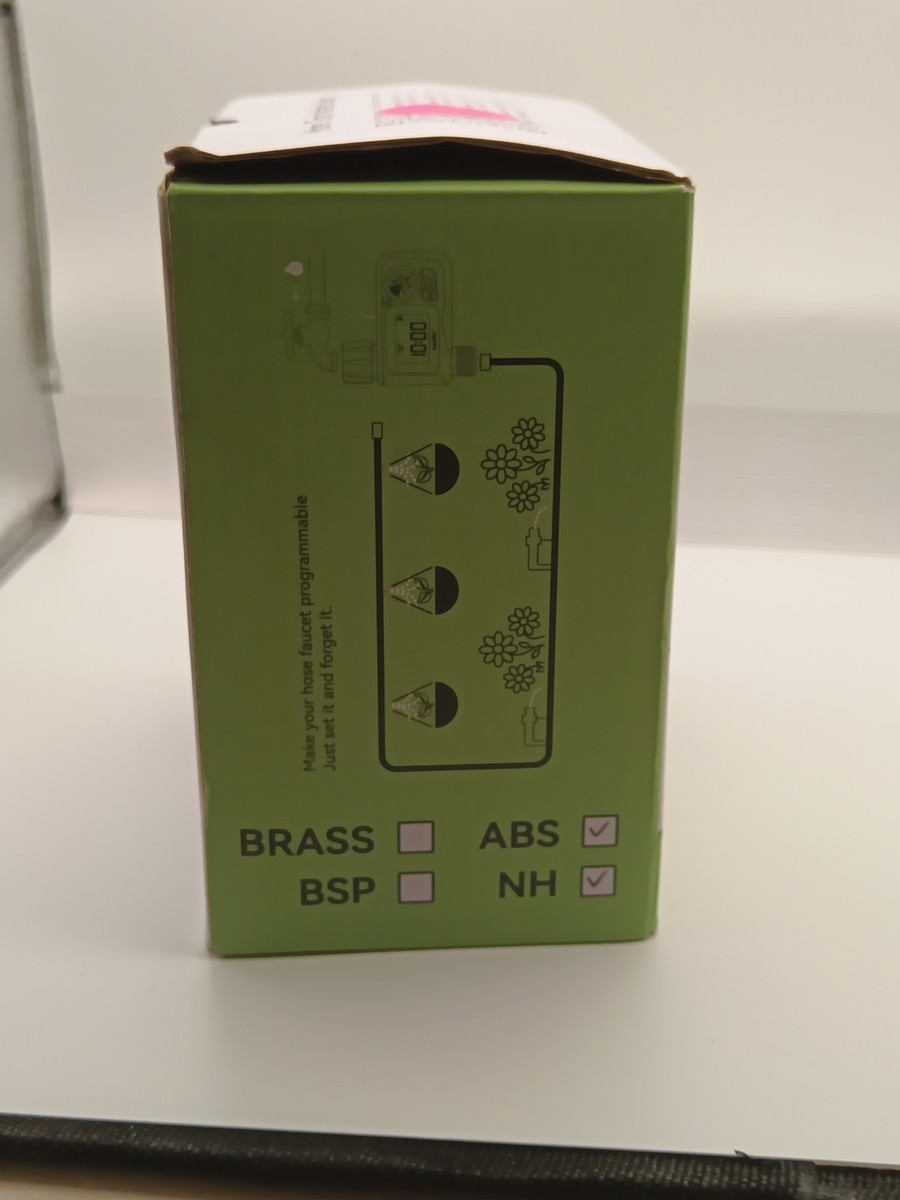 10:00
Make your hose faucet programmable
Just set it and forget it.
BRASS ABS
BSP NH